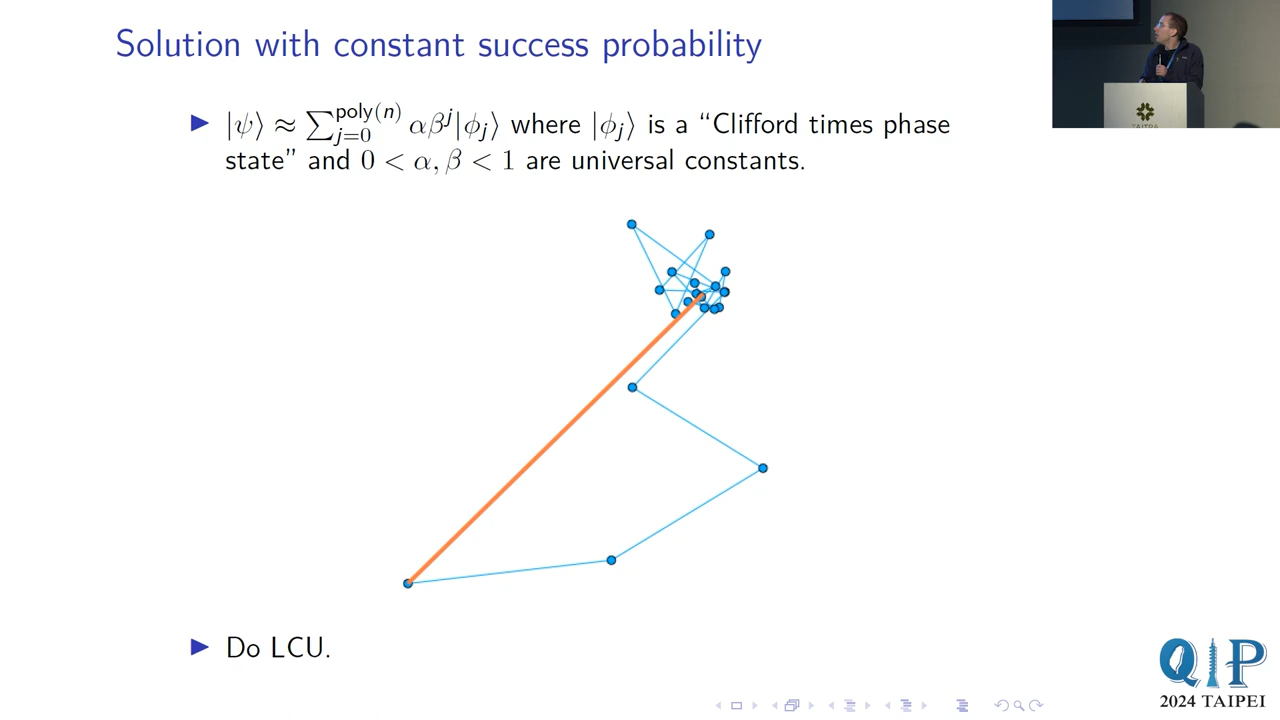 Solution with constant success probability
▶ |ψ⟩ ≈ ∑_{j=0}^{poly(n)} αβ^j|ϕ_j⟩ where |ϕ_j⟩ is a “Clifford times phase
state” and 0 < α, β < 1 are universal constants.
▶ Do LCU.
TAITRA
QIP
2024 TAIPEI